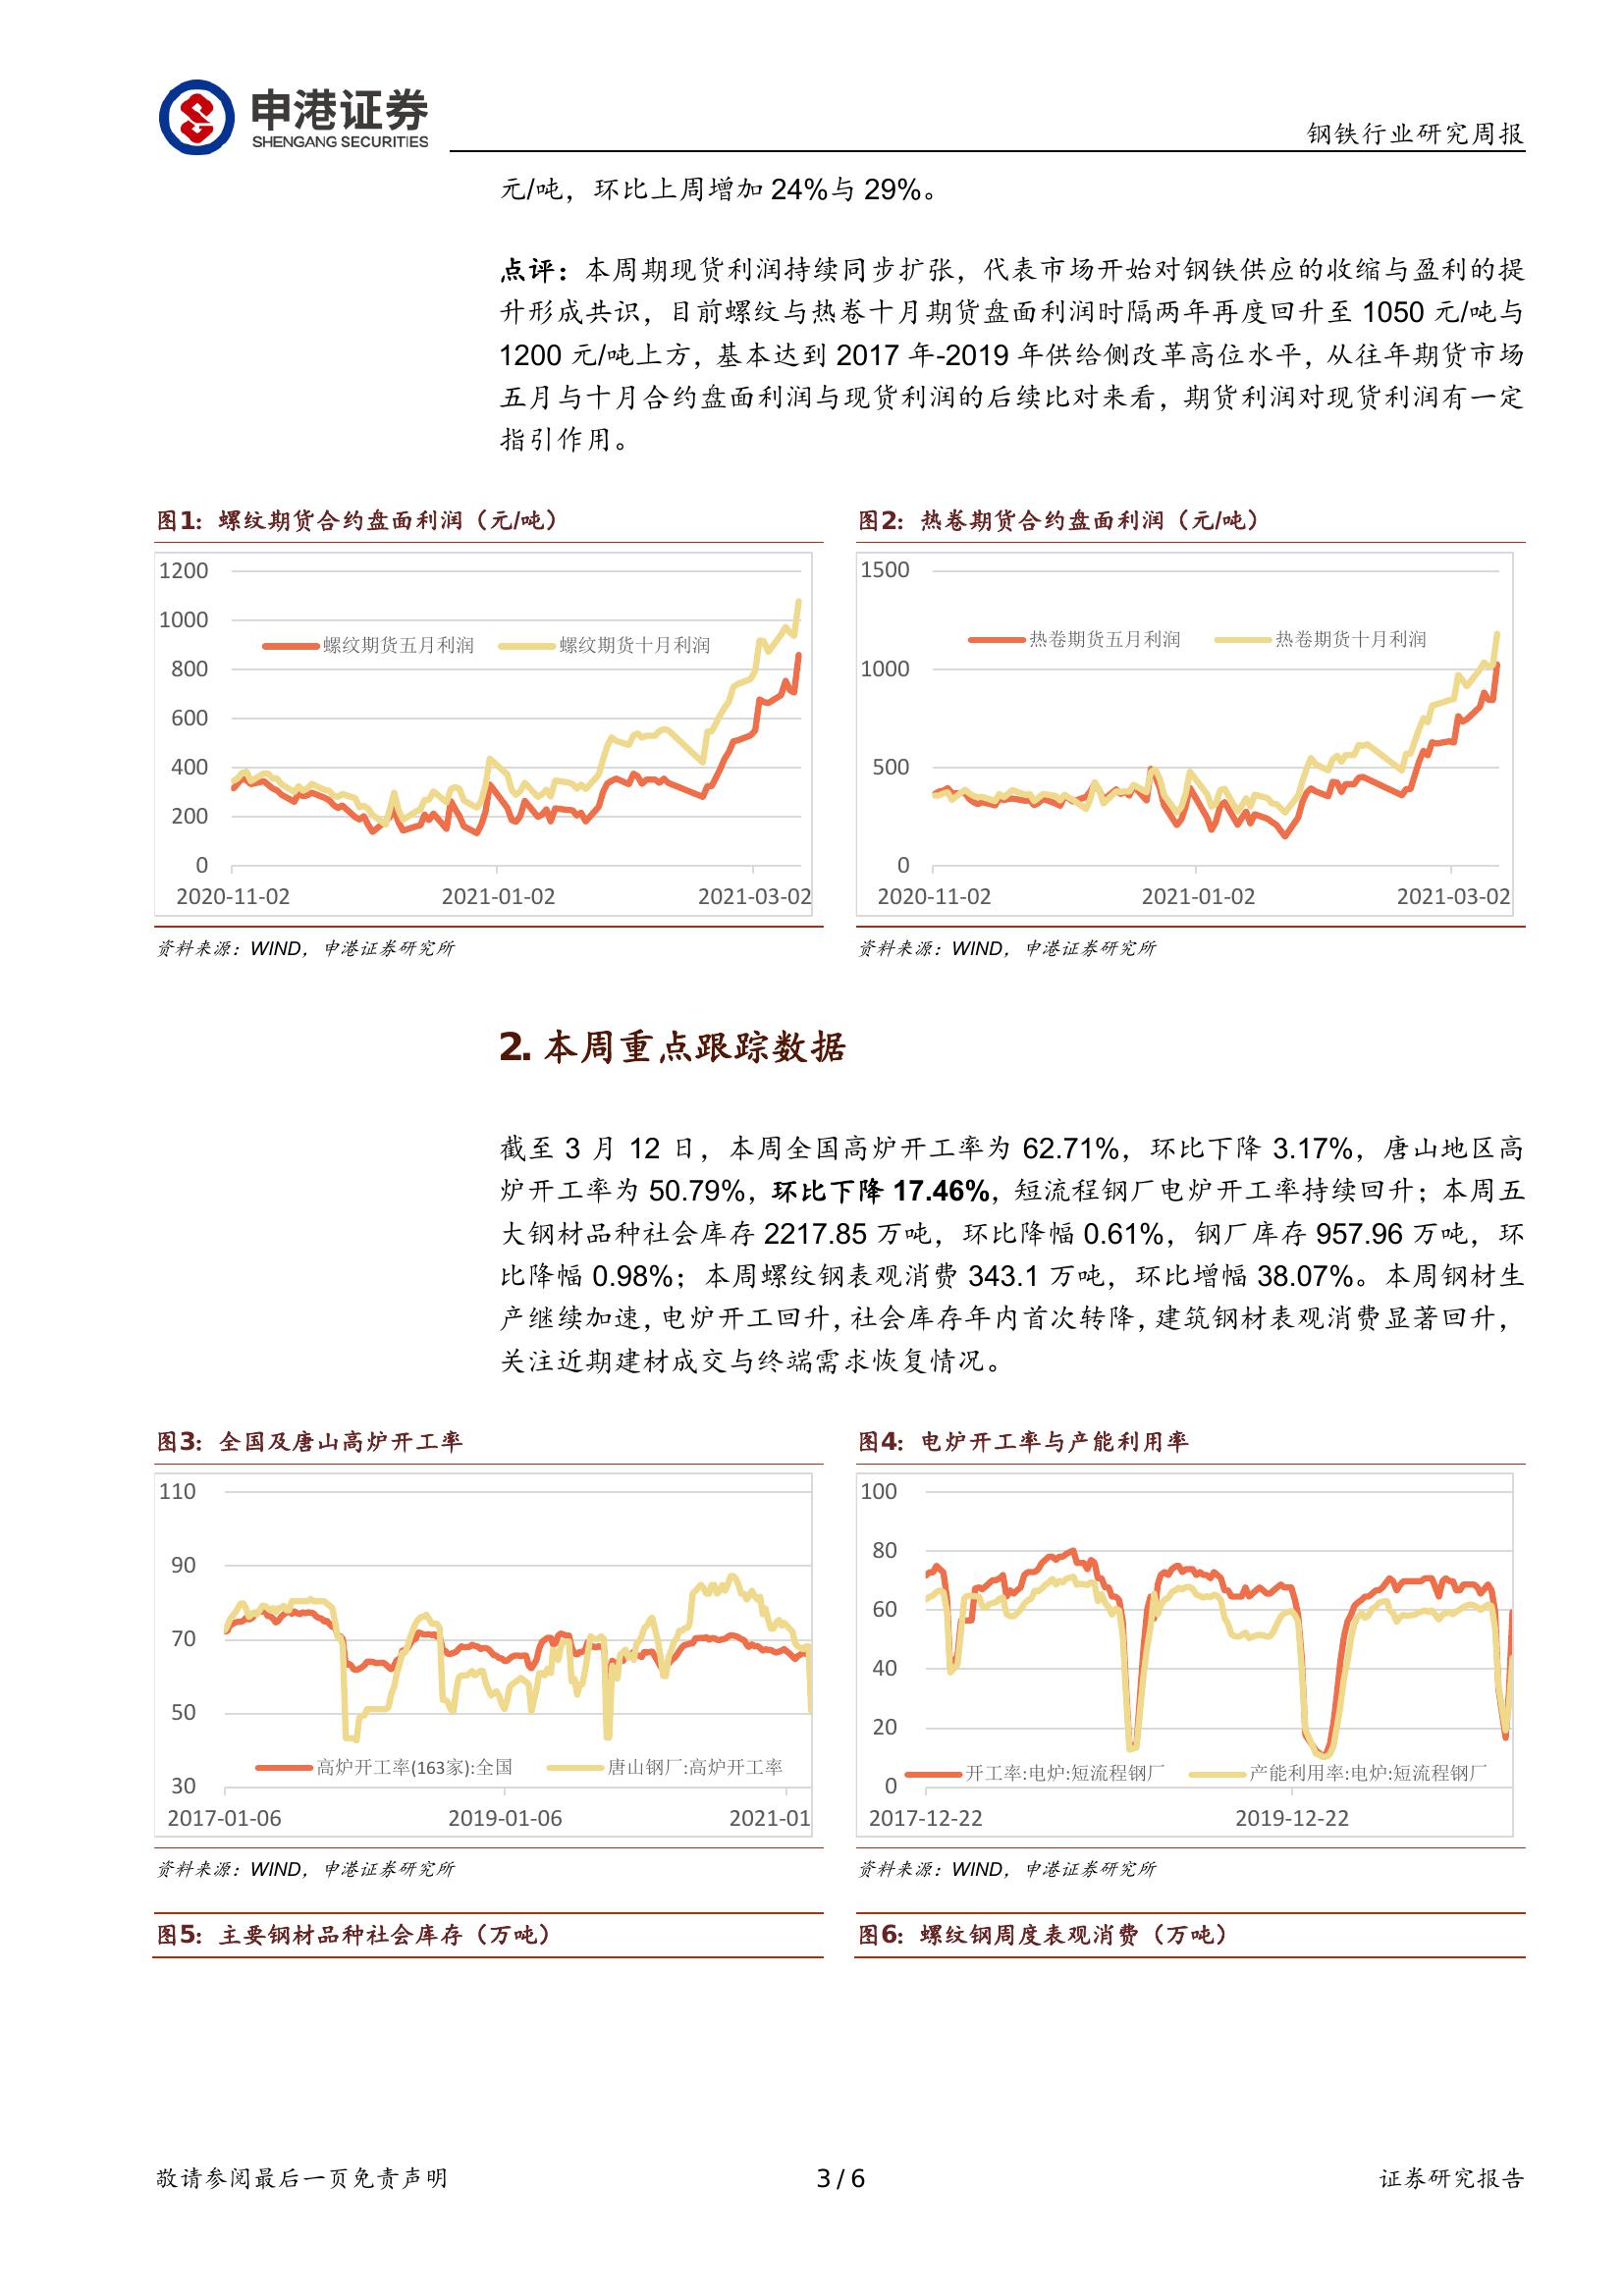 申港证券
SHENGANG SECURITIES
钢铁行业研究周报
元/吨，环比上周增加 24%与 29%。
点评：本周期现货利润持续同步扩张，代表市场开始对钢铁供应的收缩与盈利的提
升形成共识，目前螺纹与热卷十月期货盘面利润时隔两年再度回升至 1050 元/吨与
1200 元/吨上方，基本达到 2017 年-2019 年供给侧改革高位水平，从往年期货市场
五月与十月合约盘面利润与现货利润的后续比对来看，期货利润对现货利润有一定
指引作用。
图1：螺纹期货合约盘面利润（元/吨）
1200
1000
800
600
400
200
0
螺纹期货五月利润 螺纹期货十月利润
2020-11-02 2021-01-02 2021-03-02
资料来源：WIND，申港证券研究所
图2：热卷期货合约盘面利润（元/吨）
1500
1000
500
0
热卷期货五月利润 热卷期货十月利润
2020-11-02 2021-01-02 2021-03-02
资料来源：WIND，申港证券研究所
2. 本周重点跟踪数据
截至 3 月 12 日，本周全国高炉开工率为 62.71%，环比下降 3.17%，唐山地区高
炉开工率为 50.79%，环比下降 17.46%，短流程钢厂电炉开工率持续回升；本周五
大钢材品种社会库存 2217.85 万吨，环比降幅 0.61%，钢厂库存 957.96 万吨，环
比降幅 0.98%；本周螺纹钢表观消费 343.1 万吨，环比增幅 38.07%。本周钢材生
产继续加速，电炉开工回升，社会库存年内首次转降，建筑钢材表观消费显著回升，
关注近期建材成交与终端需求恢复情况。
图3：全国及唐山高炉开工率
110
90
70
50
30
高炉开工率(163家):全国 唐山钢厂:高炉开工率
2017-01-06 2019-01-06 2021-01
资料来源：WIND，申港证券研究所
图4：电炉开工率与产能利用率
100
80
60
40
20
0
开工率:电炉:短流程钢厂 产能利用率:电炉:短流程钢厂
2017-12-22 2019-12-22
资料来源：WIND，申港证券研究所
图5：主要钢材品种社会库存（万吨）
图6：螺纹钢周度表观消费（万吨）
敬请参阅最后一页免责声明
3 / 6
证券研究报告